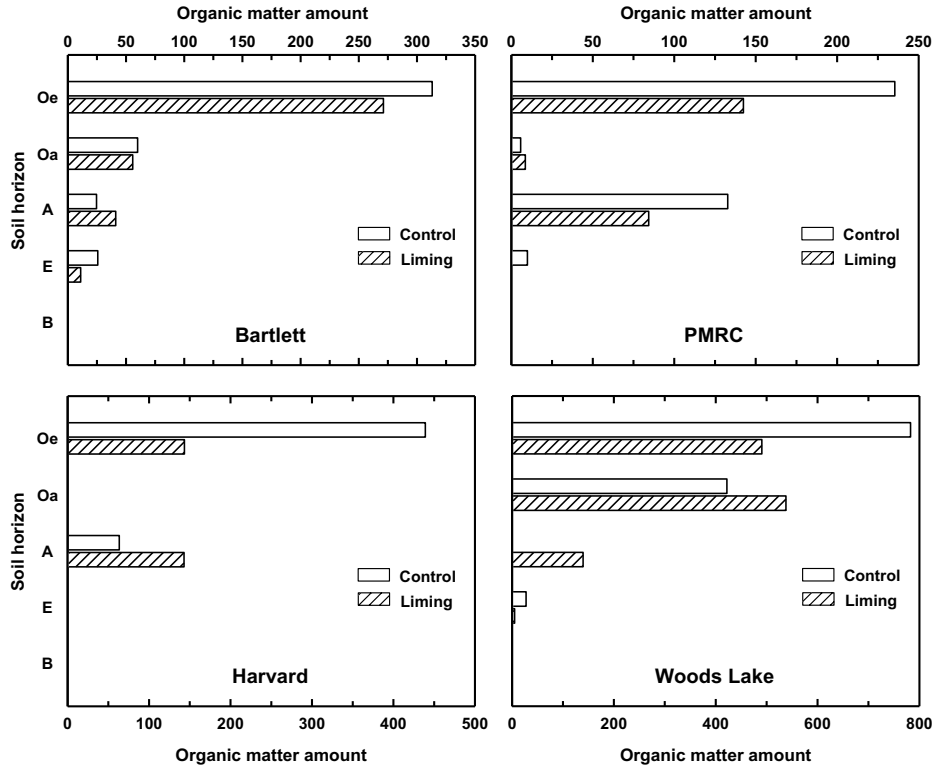 Organic matter amount
Organic matter amount
0 50 100 150 200 250 300 350
0 50 100 150 200 250
Soil horizon
Oe
Oa
A
E
B
Control
Liming
Bartlett
Control
Liming
PMRC
Soil horizon
Oe
Oa
A
E
B
Control
Liming
Harvard
Control
Liming
Woods Lake
0 100 200 300 400 500
0 200 400 600 800
Organic matter amount
Organic matter amount